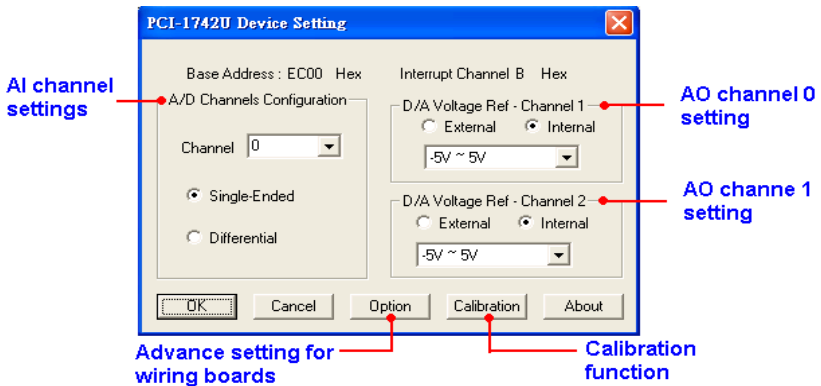 PCI-1742U Device Setting
Base Address : EC00 Hex
Interrupt Channel B Hex
AI channel
settings
A/D Channels Configuration
Channel 0
Single-Ended
Differential
D/A Voltage Ref - Channel 1
External Internal
-5V ~ 5V
AO channel 0
setting
D/A Voltage Ref - Channel 2
External Internal
-5V ~ 5V
AO channe 1
setting
OK Cancel Option Calibration About
Advance setting for
wiring boards
Calibration
function